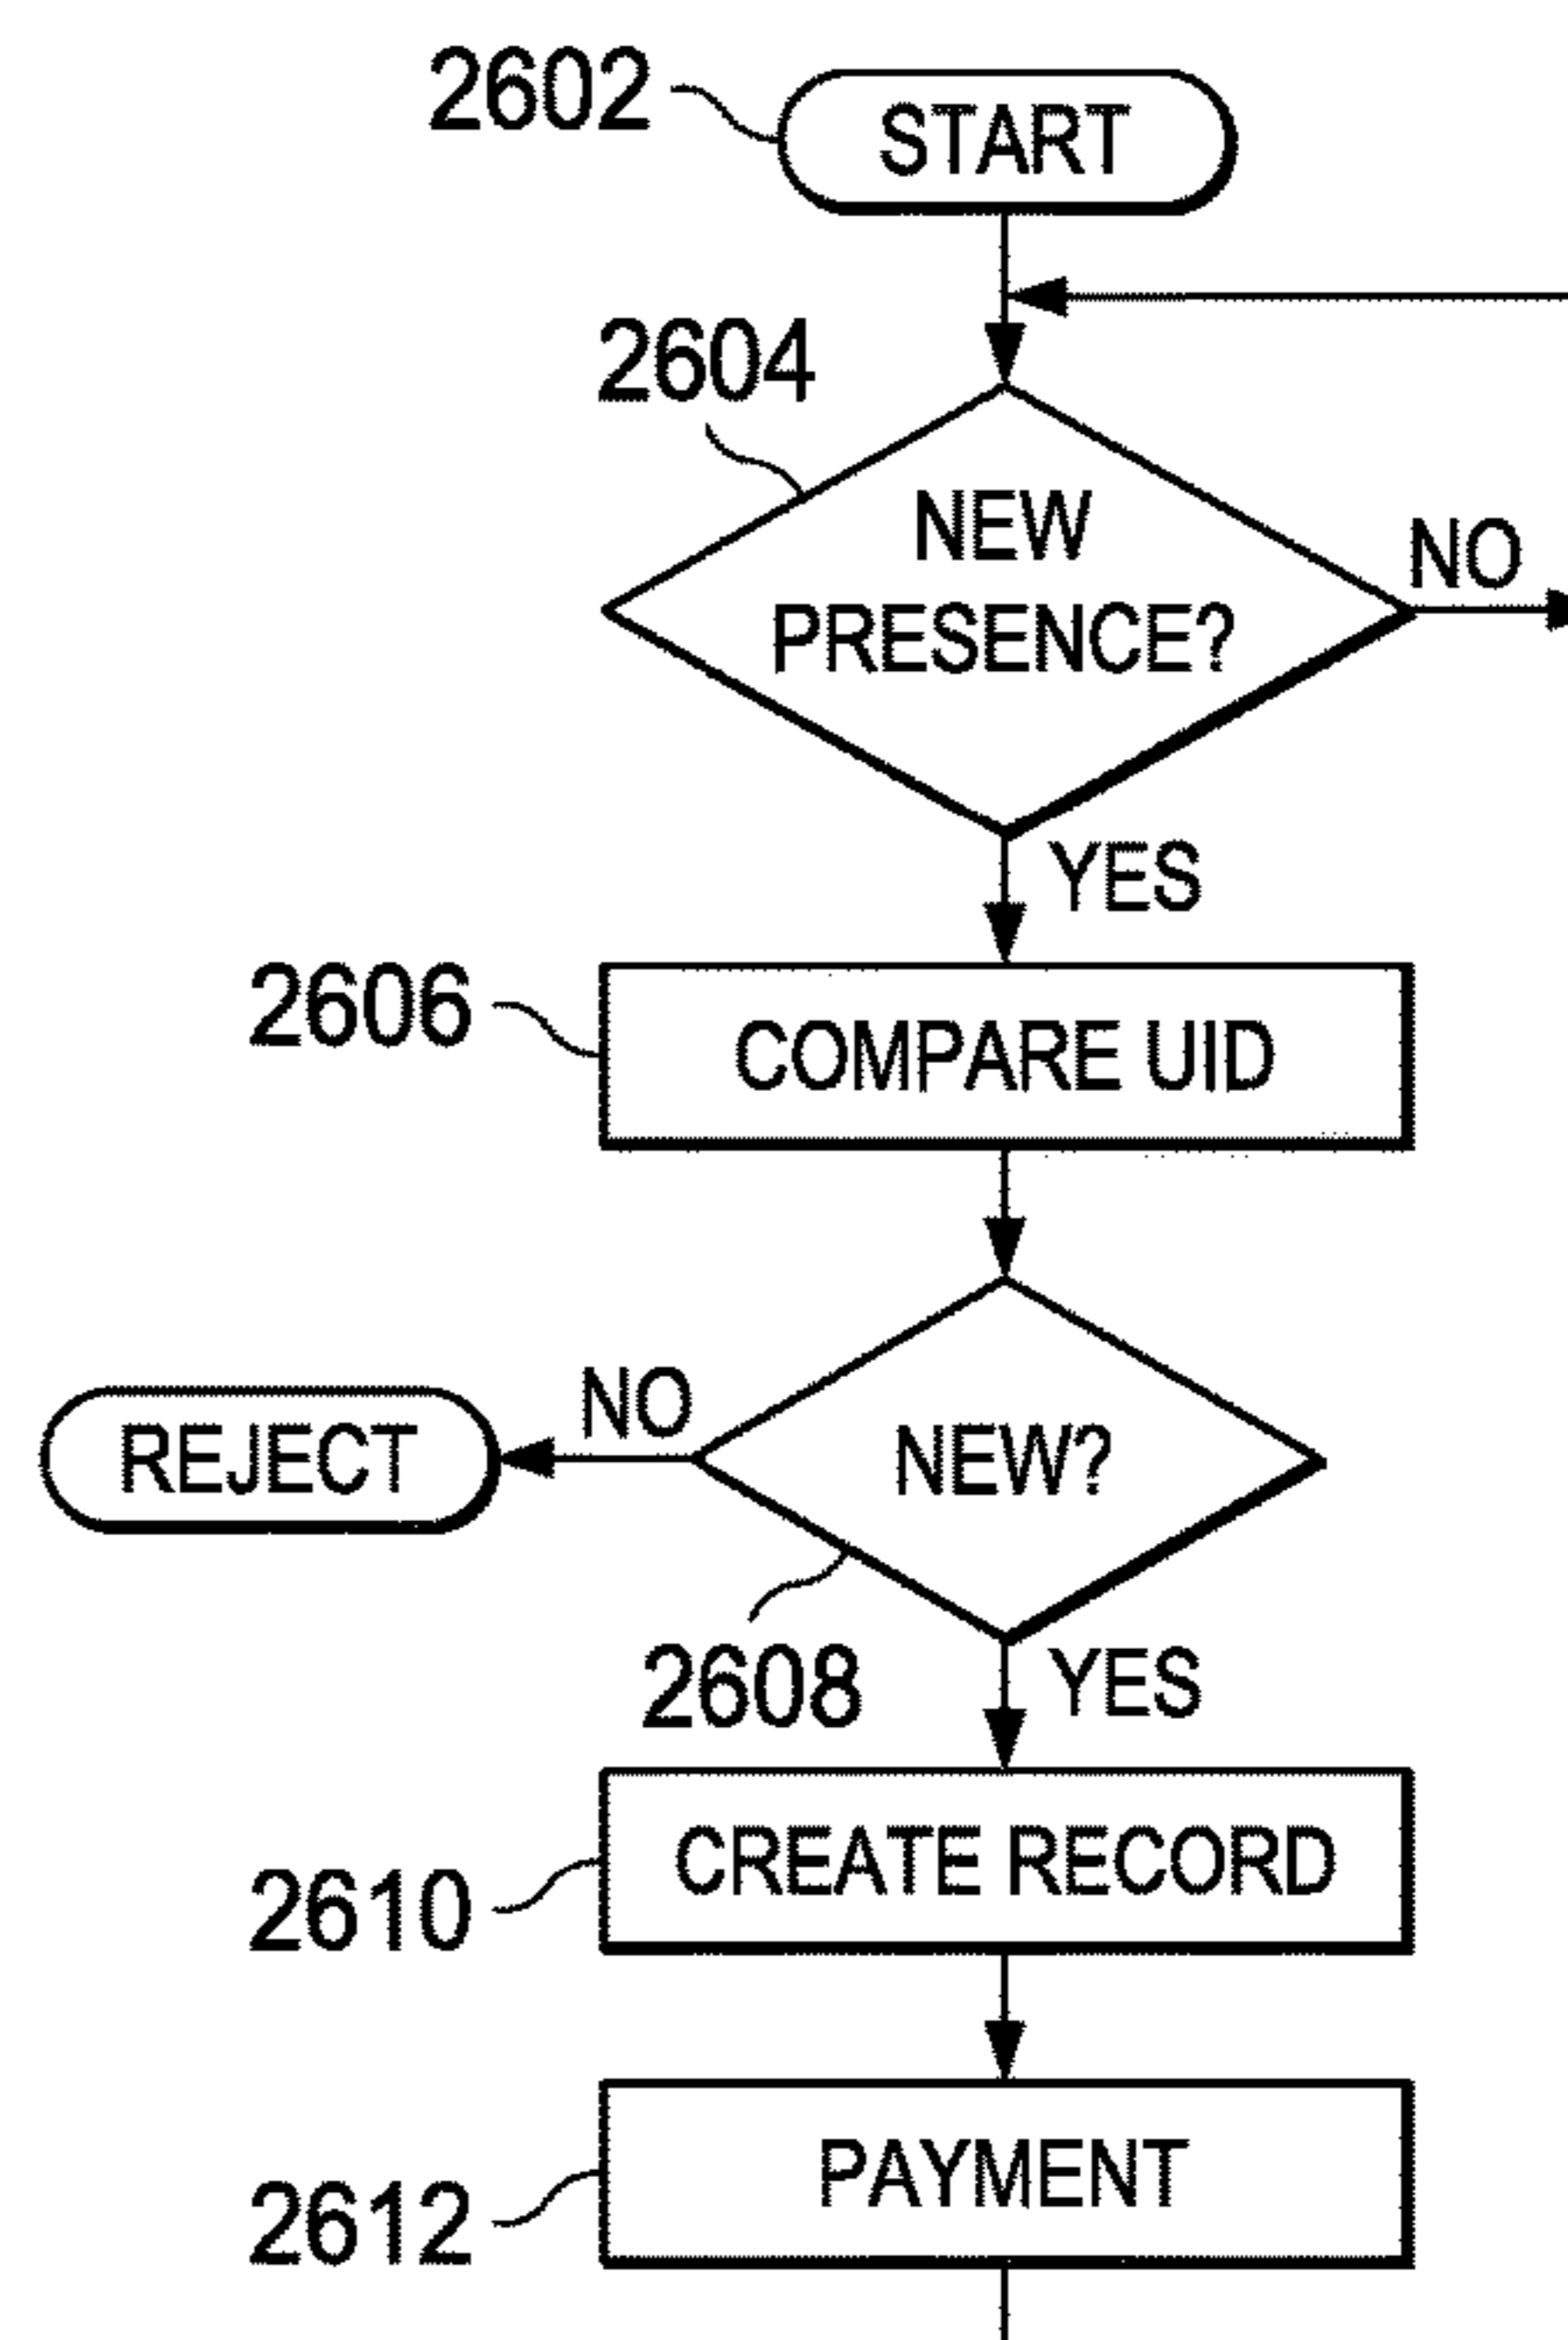 2602
START
2604
NEW
PRESENCE?
NO
YES
2606
COMPARE UID
NO
REJECT
NEW?
2608
YES
CREATE RECORD
2610
PAYMENT
2612